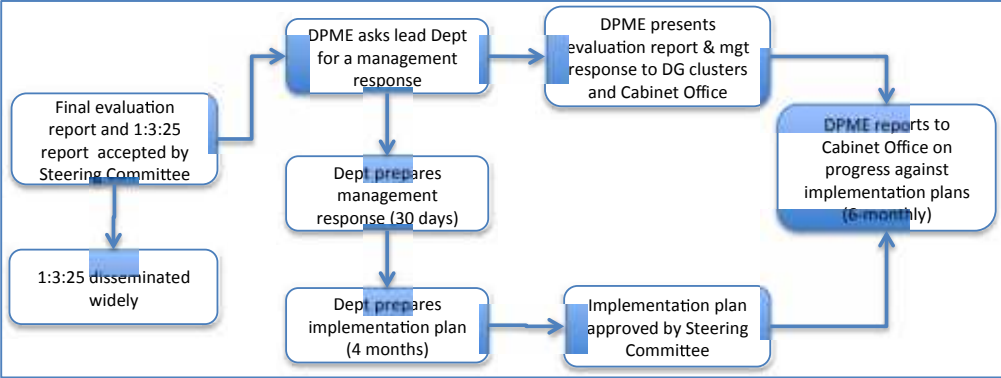 Final evaluation
report and 1:3:25
report accepted by
Steering Committee
1:3:25 disseminated
widely
DPME asks lead Dept
for a management
response
Dept prepares
management
response (30 days)
Dept prepares
implementation plan
(4 months)
DPME presents
evaluation report & mgt
response to DG clusters
and Cabinet Office
Implementation plan
approved by Steering
Committee
DPME reports to
Cabinet Office on
progress against
implementation plans
(6-monthly)